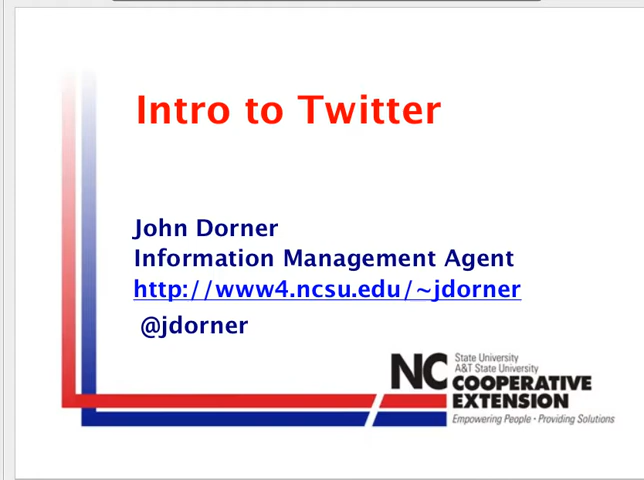 Intro to Twitter
John Dorner
Information Management Agent
http://www4.ncsu.edu/~jdorner
@jdorner
NC State University
A&T State University
COOPERATIVE
EXTENSION
Empowering People · Providing Solutions